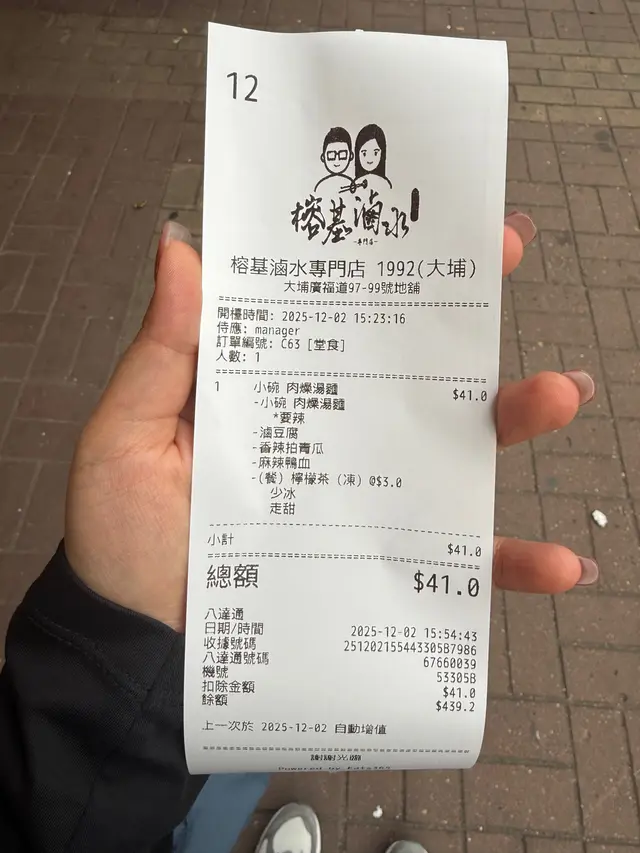 12
榕基滷水
專門店
榕基滷水專門店 1992(大埔)
大埔廣福道97-99號地舖
開檯時間: 2025-12-02 15:23:16
侍應: manager
訂單編號: C63 [堂食]
人數: 1
1 小碗 肉燥湯麵 $41.0
-小碗 肉燥湯麵
*要辣
-滷豆腐
-香辣拍青瓜
-麻辣鴨血
-(餐) 檸檬茶 (凍) @$3.0
少冰
走甜
小計 $41.0
總額 $41.0
八達通
日期/時間 2025-12-02 15:54:43
收據號碼 251202155443305B7986
八達通號碼 67660039
機號 53305B
扣除金額 $41.0
餘額 $439.2
上一次於 2025-12-02 自動增值
Powered by Eats365